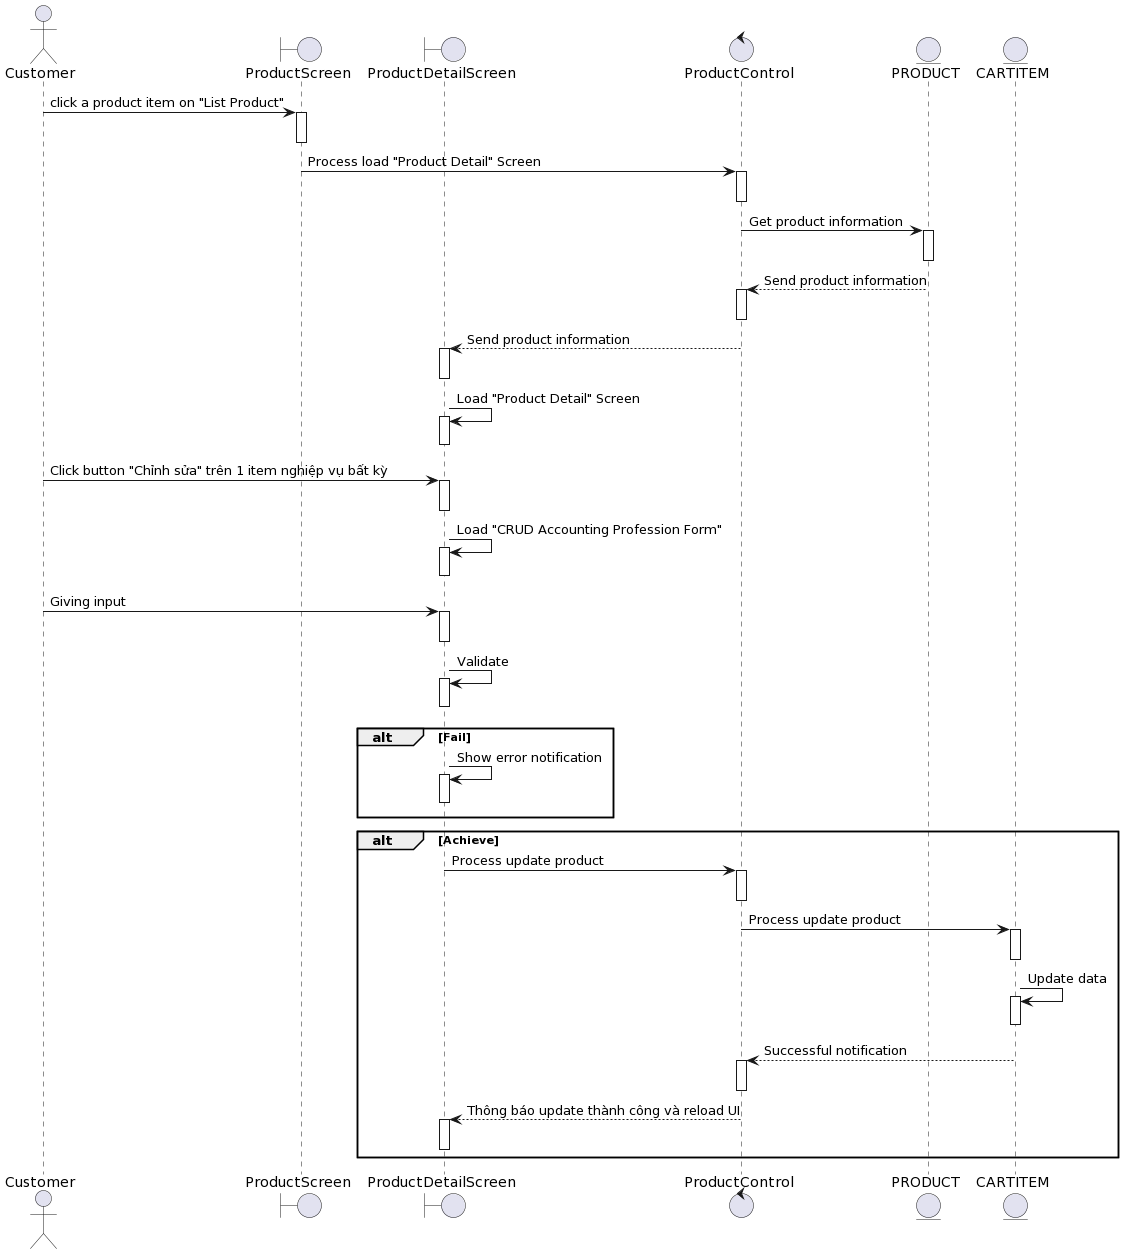 Customer
ProductScreen
ProductDetailScreen
ProductControl
PRODUCT
CARTITEM
click a product item on "List Product"
Process load "Product Detail" Screen
Get product information
Send product information
Send product information
Load "Product Detail" Screen
Click button "Chỉnh sửa" trên 1 item nghiệp vụ bất kỳ
Load "CRUD Accounting Profession Form"
Giving input
Validate
alt [Fail]
Show error notification
alt [Achieve]
Process update product
Process update product
Update data
Successful notification
Thông báo update thành công và reload UI
Customer
ProductScreen
ProductDetailScreen
ProductControl
PRODUCT
CARTITEM